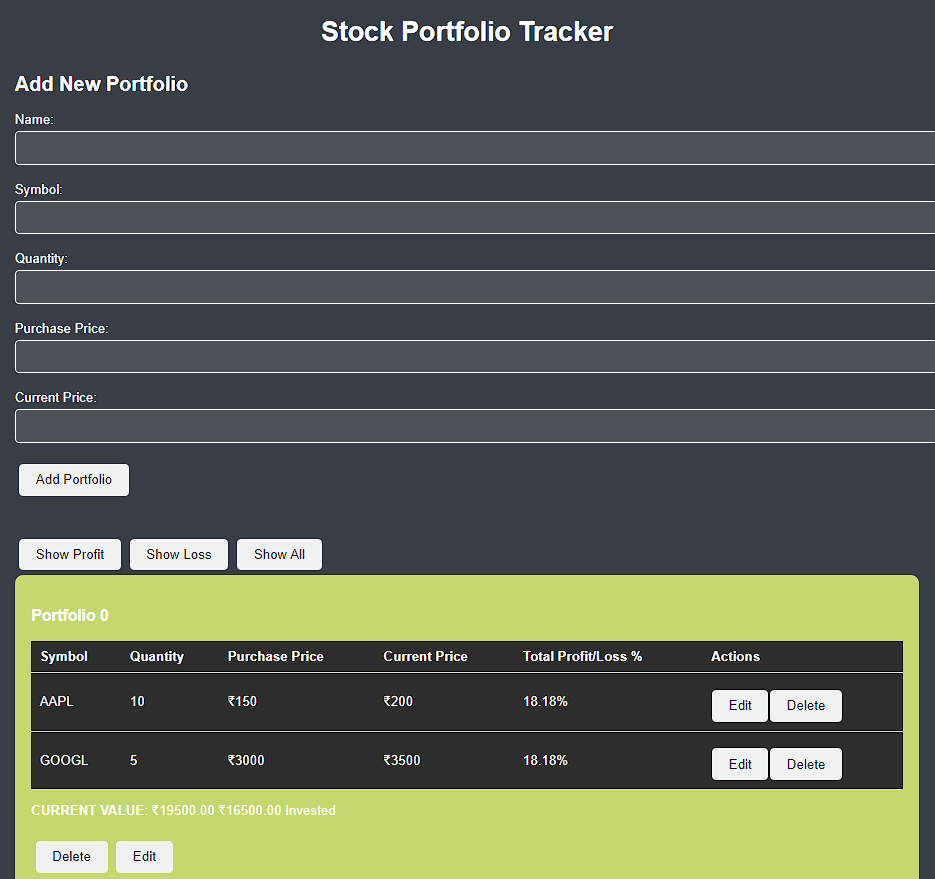 Stock Portfolio Tracker
Add New Portfolio
Name:
Symbol:
Quantity:
Purchase Price:
Current Price:
Add Portfolio
Show Profit Show Loss Show All
Portfolio 0
Symbol Quantity Purchase Price Current Price Total Profit/Loss % Actions
AAPL 10 ₹150 ₹200 18.18% Edit Delete
GOOGL 5 ₹3000 ₹3500 18.18% Edit Delete
CURRENT VALUE: ₹19500.00 ₹16500.00 Invested
Delete Edit